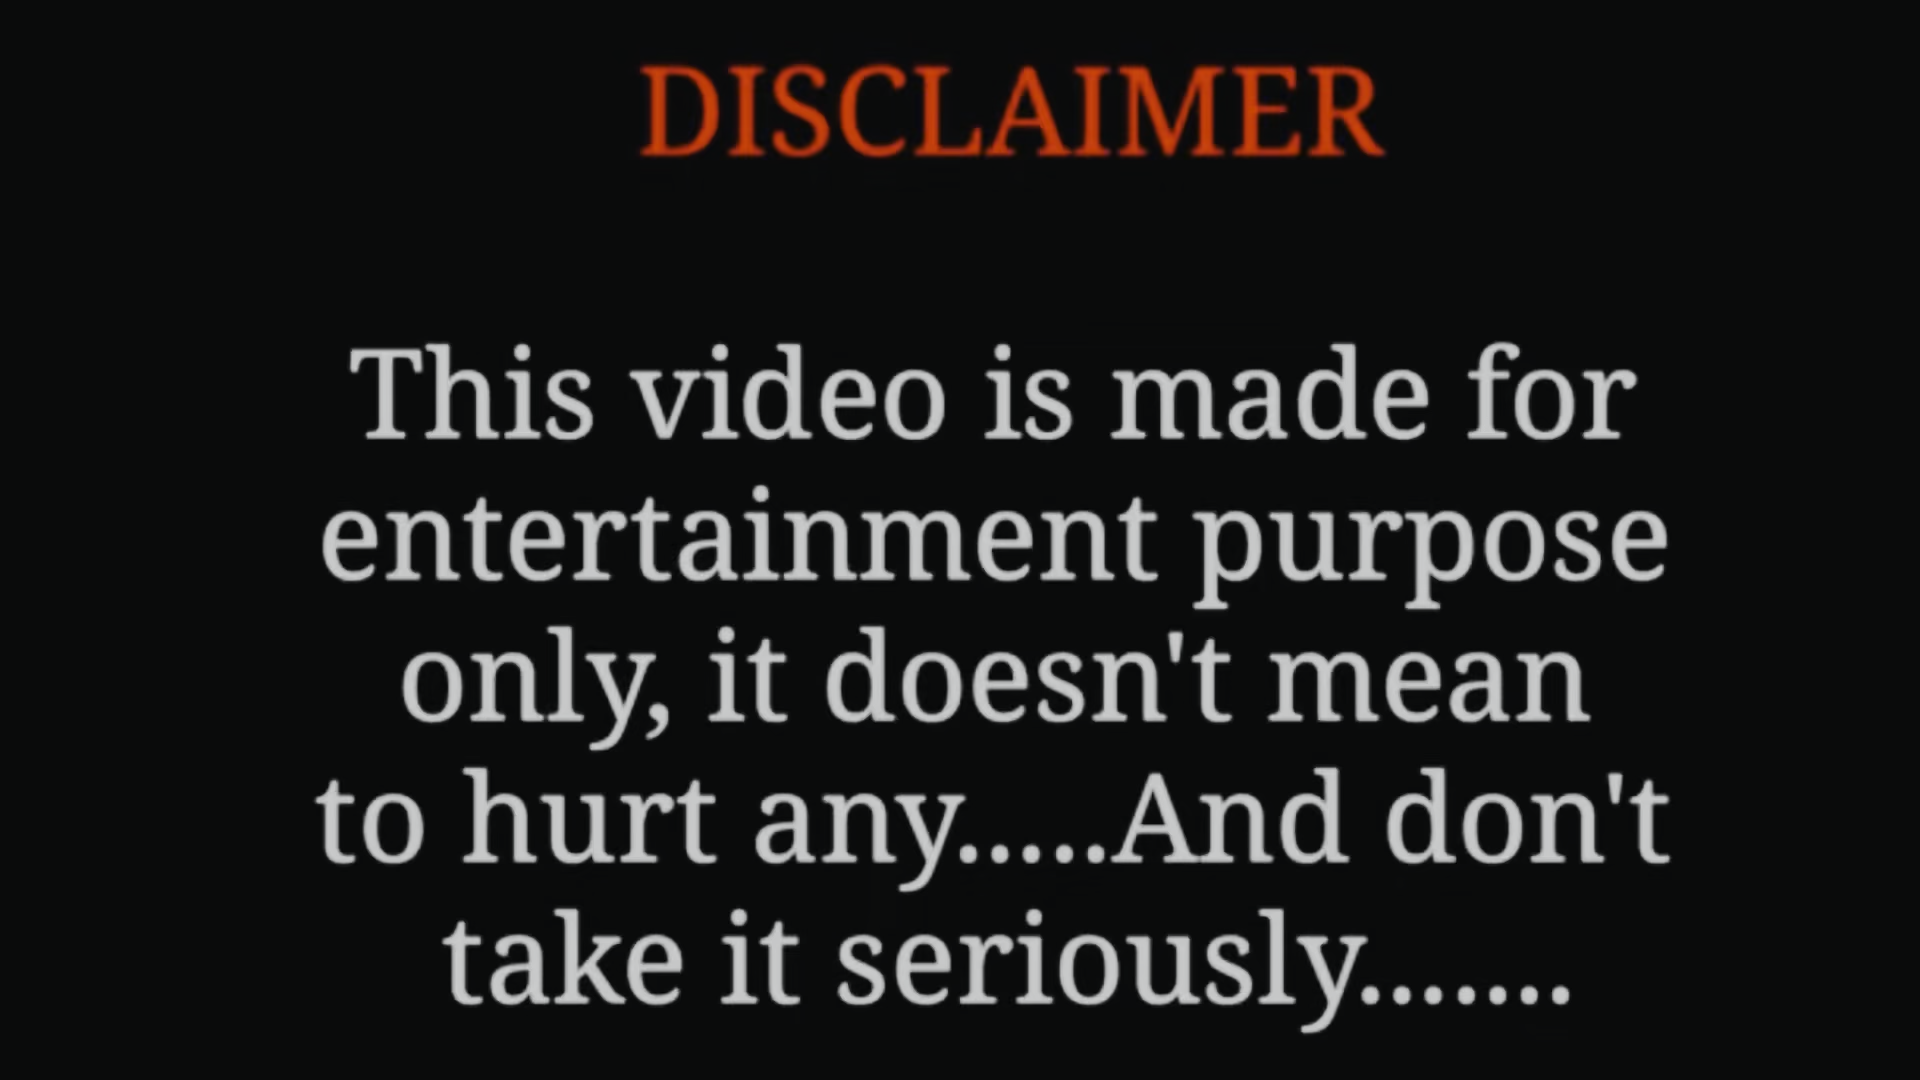 DISCLAIMER
This video is made for
entertainment purpose
only, it doesn't mean
to hurt any.....And don't
take it seriously.......